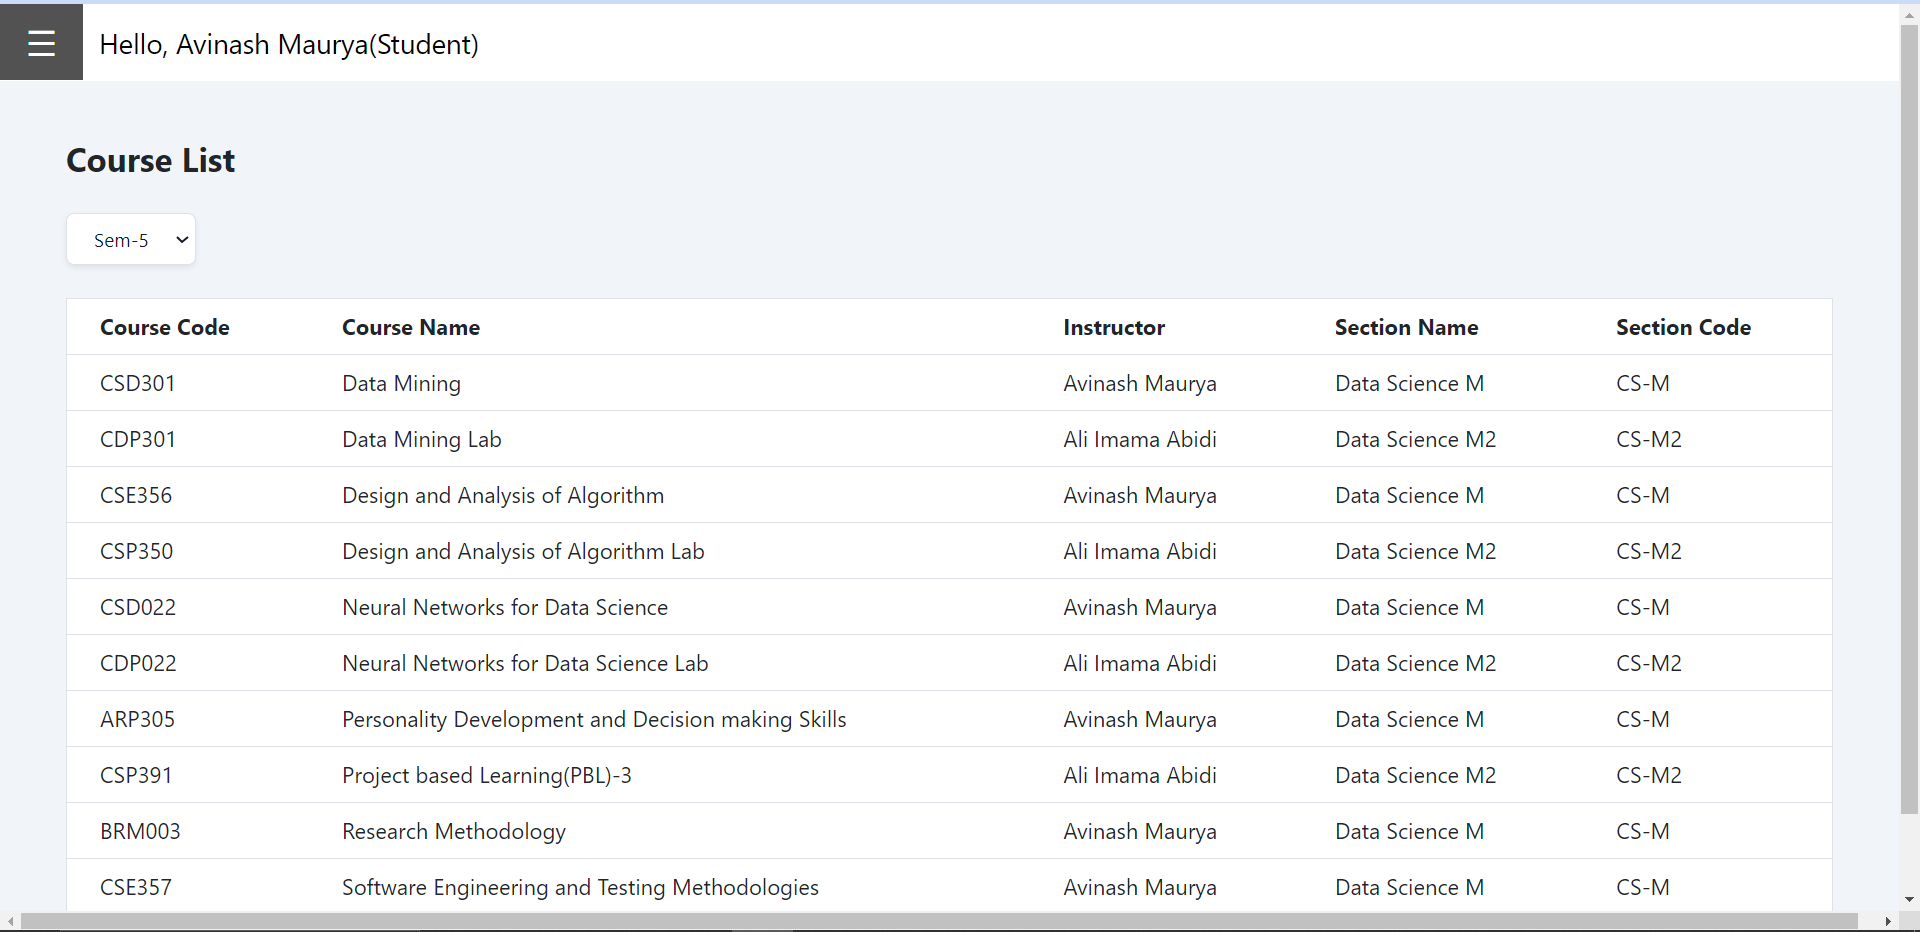 ☰ Hello, Avinash Maurya(Student)
Course List
Sem-5
Course Code Course Name Instructor Section Name Section Code
CSD301 Data Mining Avinash Maurya Data Science M CS-M
CDP301 Data Mining Lab Ali Imama Abidi Data Science M2 CS-M2
CSE356 Design and Analysis of Algorithm Avinash Maurya Data Science M CS-M
CSP350 Design and Analysis of Algorithm Lab Ali Imama Abidi Data Science M2 CS-M2
CSD022 Neural Networks for Data Science Avinash Maurya Data Science M CS-M
CDP022 Neural Networks for Data Science Lab Ali Imama Abidi Data Science M2 CS-M2
ARP305 Personality Development and Decision making Skills Avinash Maurya Data Science M CS-M
CSP391 Project based Learning(PBL)-3 Ali Imama Abidi Data Science M2 CS-M2
BRM003 Research Methodology Avinash Maurya Data Science M CS-M
CSE357 Software Engineering and Testing Methodologies Avinash Maurya Data Science M CS-M